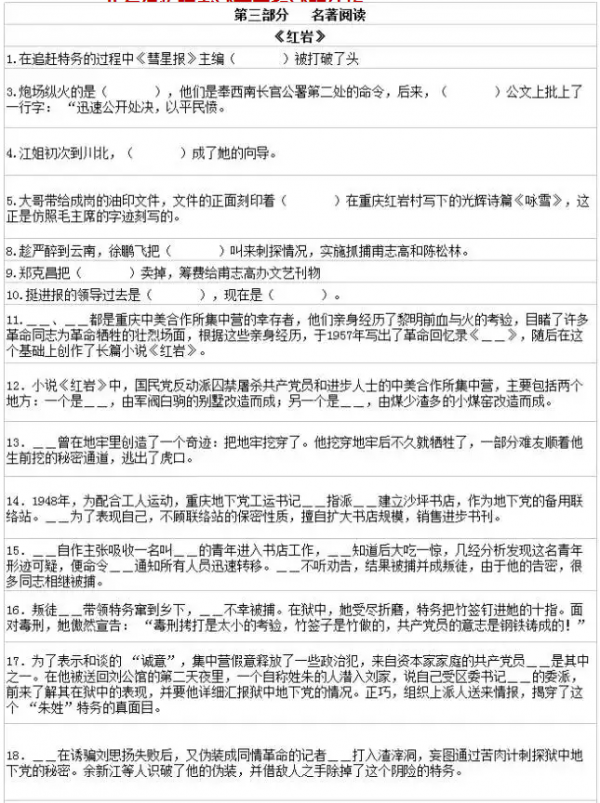 第三部分 名著阅读
《红岩》
1.在追赶特务的过程中《彗星报》主编（ ）被打破了头
3.炮场纵火的是（ ），他们是奉西南长官公署第二处的命令，后来，（ ）公文上批上了
一行字： “迅速公开处决，以平民愤。
4.江姐初次到川北，（ ）成了她的向导。
5.大哥带给成岗的油印文件，文件的正面刻印着（ ）在重庆红岩村写下的光辉诗篇《咏雪》，这
正是仿照毛主席的字迹刻写的。
8.趁严醉到云南，徐鹏飞把（ ）叫来刺探情况，实施抓捕甫志高和陈松林。
9.郑克昌把（ ）卖掉，筹费给甫志高办文艺刊物
10.挺进报的领导过去是（ ），现在是（ ）。
11.__、__都是重庆中美合作所集中营的幸存者，他们亲身经历了黎明前血与火的考验，目睹了许多
革命同志为革命牺牲的壮烈场面，根据这些亲身经历，于1957年写出了革命回忆录《__》，随后在这
个基础上创作了长篇小说《红岩》。
12．小说《红岩》中，国民党反动派囚禁屠杀共产党员和进步人士的中美合作所集中营，主要包括两个
地方：一个是__，由军阀白驹的别墅改造而成；另一个是__，由煤少渣多的小煤窑改造而成。
13．__曾在地牢里创造了一个奇迹：把地牢挖穿了。他挖穿地牢后不久就牺牲了，一部分难友顺着他
生前挖的秘密通道，逃出了虎口。
14．1948年，为配合工人运动，重庆地下党工运书记__指派__建立沙坪书店，作为地下党的备用联
络站。__为了表现自己，不顾联络站的保密性质，擅自扩大书店规模，销售进步书刊。
15．__自作主张吸收一名叫__的青年进入书店工作，__知道后大吃一惊，几经分析发现这名青年
形迹可疑，便命令__通知所有人员迅速转移。__不听劝告，结果被捕并成叛徒，由于他的告密，很
多同志相继被捕。
16．叛徒__带领特务窜到乡下，__不幸被捕。在狱中，她受尽折磨，特务把竹签钉进她的十指。面
对毒刑，她傲然宣告： “毒刑拷打是太小的考验，竹签子是竹做的，共产党员的意志是钢铁铸成的！”
17．为了表示和谈的 “诚意”，集中营假意释放了一些政治犯，来自资本家家庭的共产党员__是其中
之一。在他被送回刘公馆的第二天夜里，一个自称姓朱的人潜入刘家，说自己受区委书记__的委派，
前来了解其在狱中的表现，并要他详细汇报狱中地下党的情况。正巧，组织上派人送来情报，揭穿了这
个 “朱姓”特务的真面目。
18．__在诱骗刘思扬失败后，又伪装成同情革命的记者__打入渣滓洞，妄图通过苦肉计刺探狱中地
下党的秘密。余新江等人识破了他的伪装，并借敌人之手除掉了这个阴险的特务。